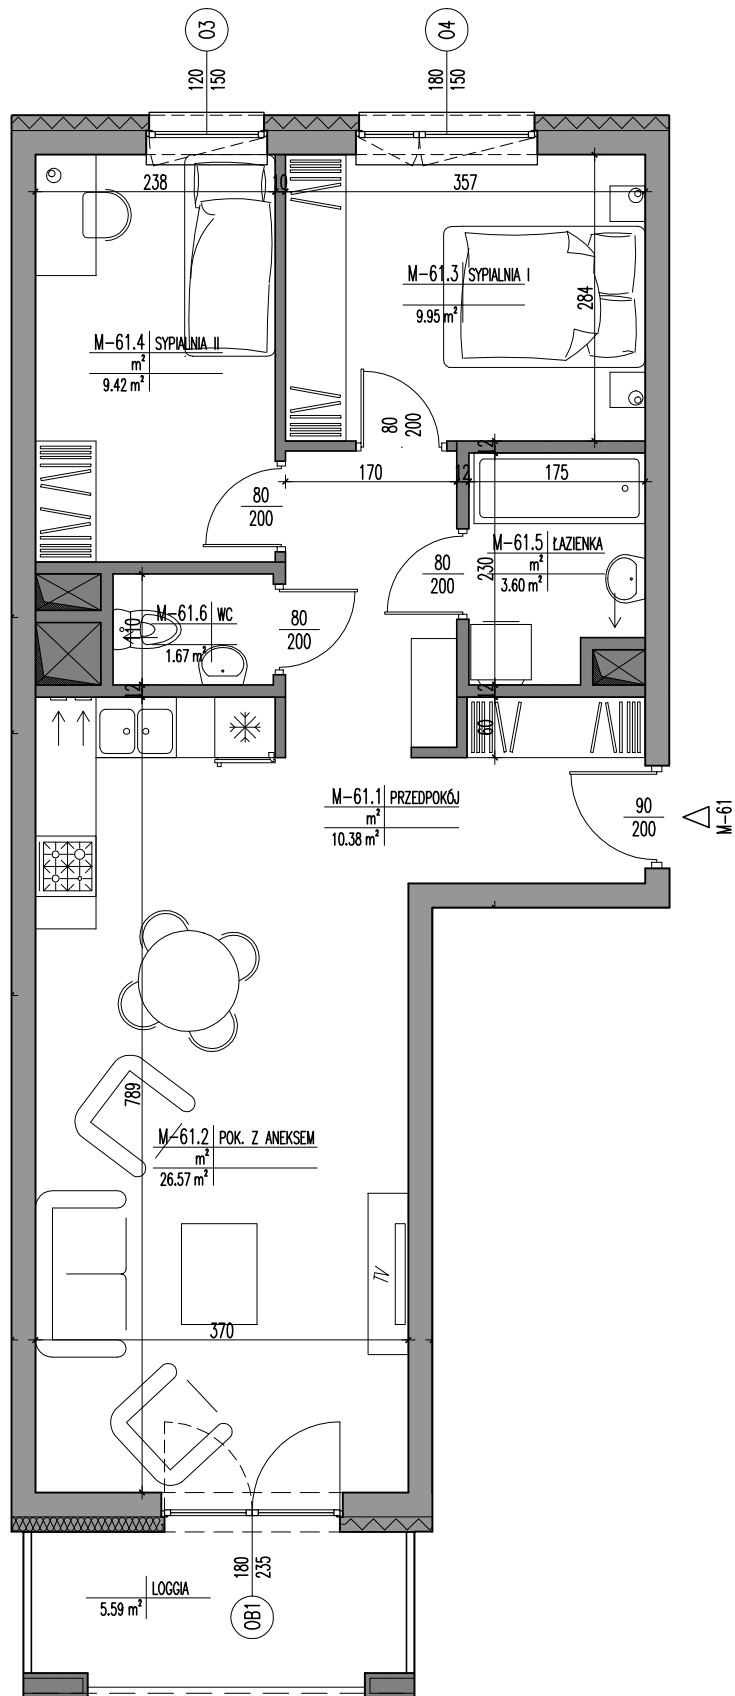 03
04
120
150
180
150
238
10
357
M-61.3 SYPIALNIA I
9.95 m²
284
M-61.4 SYPIALNIA II
m²
9.42 m²
80
200
12
170
12
175
80
200
M-61.5 ŁAZIENKA
m²
3.60 m²
230
80
200
M-61.6 WC
1.67 m²
110
80
200
12
12
60
M-61.1 PRZEDPOKÓJ
m²
10.38 m²
90
200
M-61
789
M-61.2 POK. Z ANEKSEM
m²
26.57 m²
TV
370
180
235
LOGGIA
5.59 m²
OB1